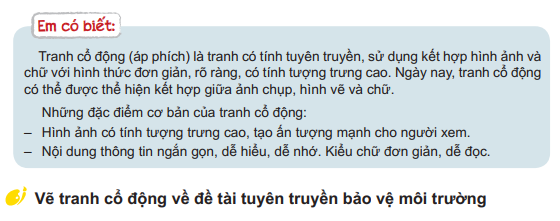 Em có biết:
Tranh cổ động (áp phích) là tranh có tính tuyên truyền, sử dụng kết hợp hình ảnh và
chữ với hình thức đơn giản, rõ ràng, có tính tượng trưng cao. Ngày nay, tranh cổ động
có thể được thể hiện kết hợp giữa ảnh chụp, hình vẽ và chữ.
Những đặc điểm cơ bản của tranh cổ động:
– Hình ảnh có tính tượng trưng cao, tạo ấn tượng mạnh cho người xem.
– Nội dung thông tin ngắn gọn, dễ hiểu, dễ nhớ. Kiểu chữ đơn giản, dễ đọc.
Vẽ tranh cổ động về đề tài tuyên truyền bảo vệ môi trường